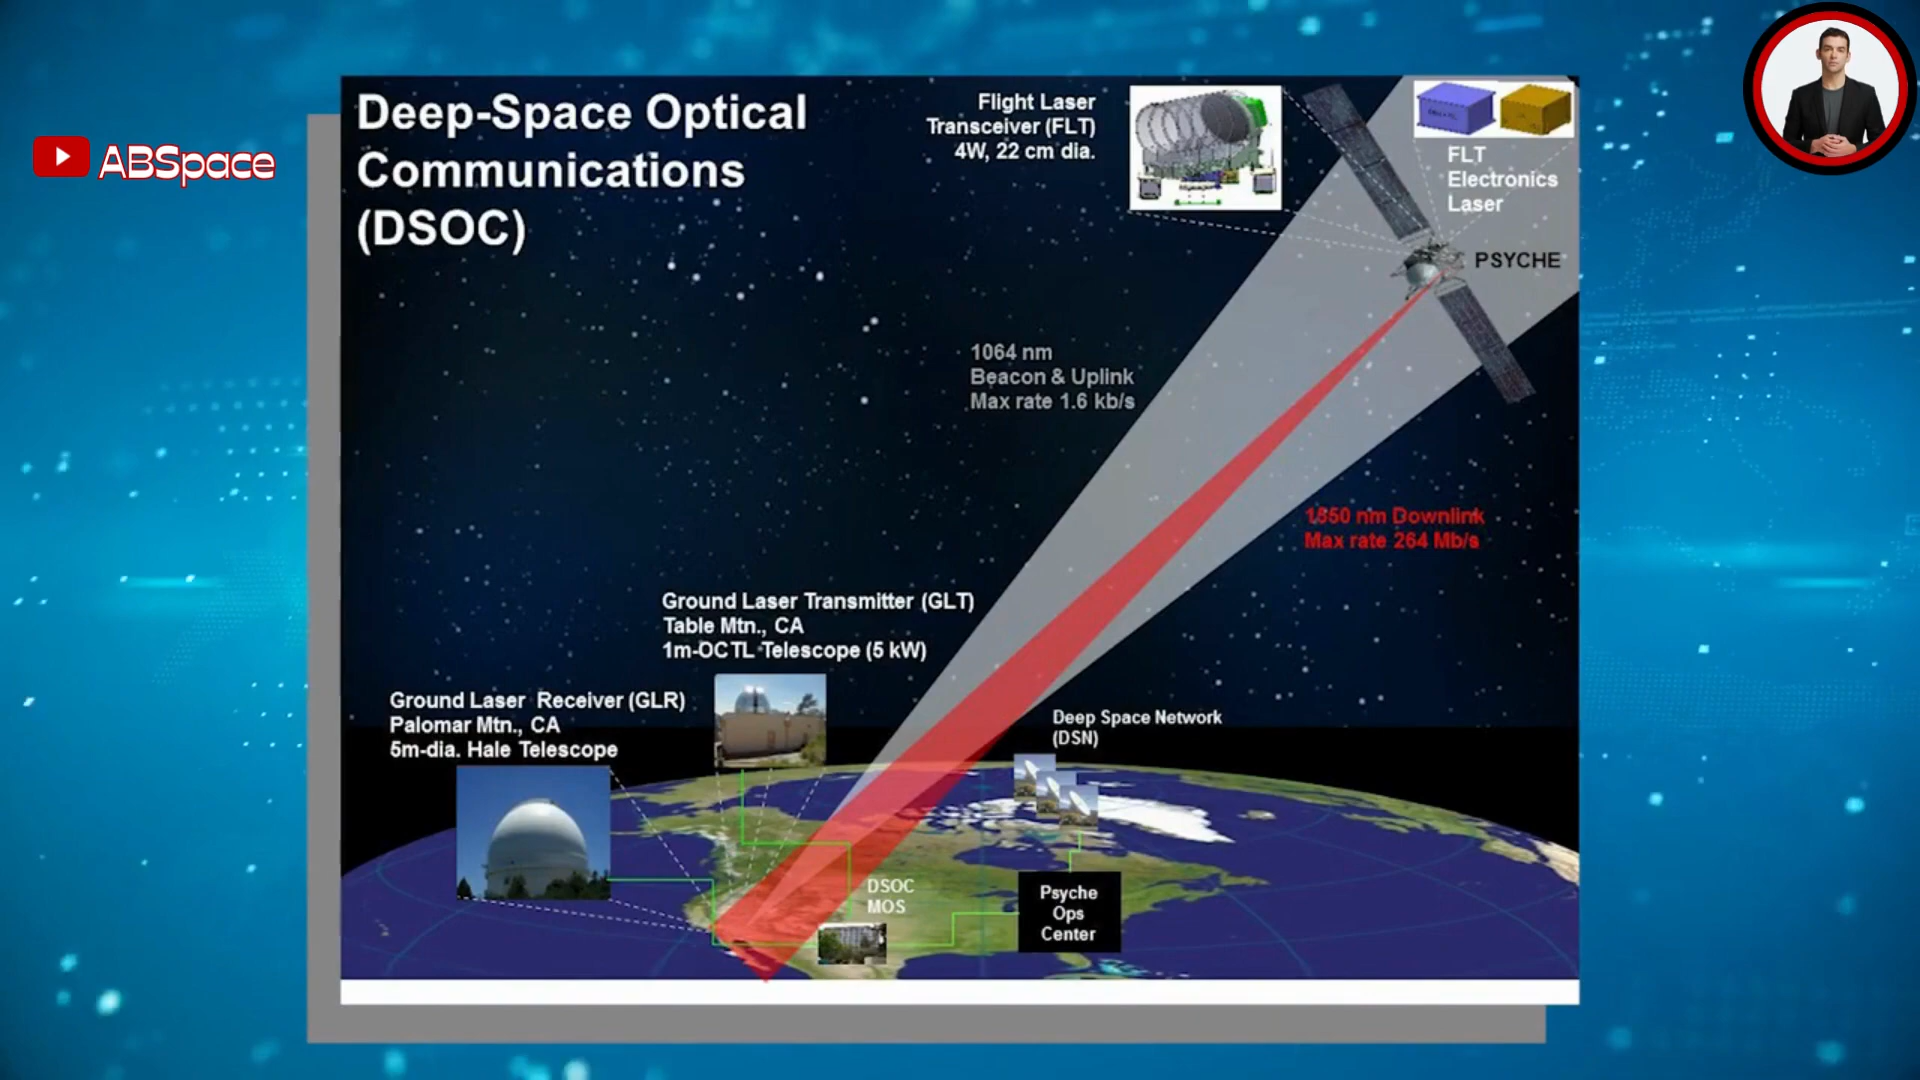 ABSpace
Deep-Space Optical
Communications
(DSOC)
Flight Laser
Transceiver (FLT)
4W, 22 cm dia.
FLT
Electronics
Laser
PSYCHE
1064 nm
Beacon & Uplink
Max rate 1.6 kb/s
1550 nm Downlink
Max rate 264 Mb/s
Ground Laser Transmitter (GLT)
Table Mtn., CA
1m-OCTL Telescope (5 kW)
Ground Laser Receiver (GLR)
Palomar Mtn., CA
5m-dia. Hale Telescope
Deep Space Network
(DSN)
DSOC
MOS
Psyche
Ops
Center